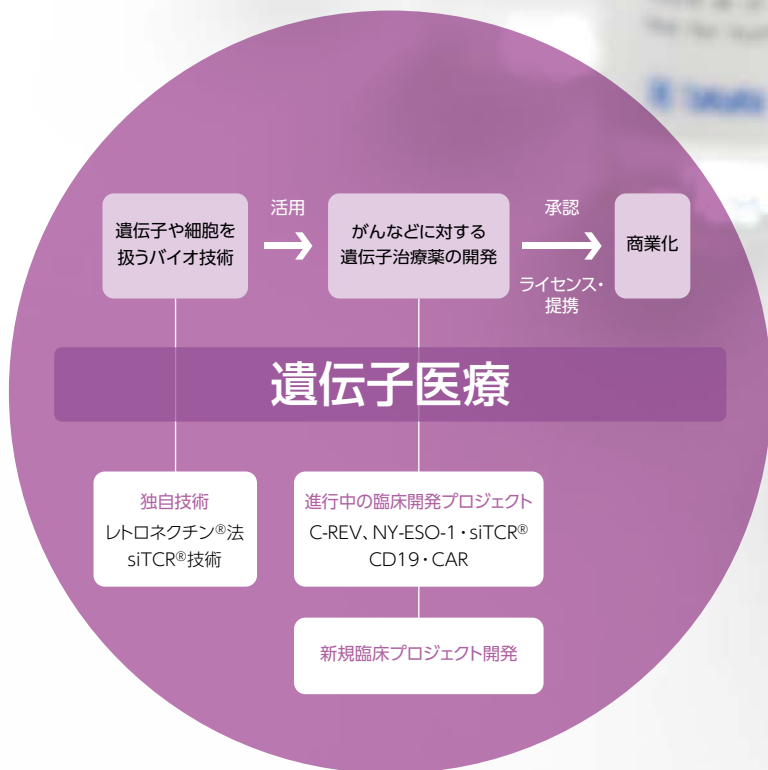 遺伝子や細胞を
扱うバイオ技術
活用
がんなどに対する
遺伝子治療薬の開発
承認
ライセンス・
提携
商業化
遺伝子医療
独自技術
レトロネクチン®法
siTCR®技術
進行中の臨床開発プロジェクト
C-REV、NY-ESO-1・siTCR®
CD19・CAR
新規臨床プロジェクト開発